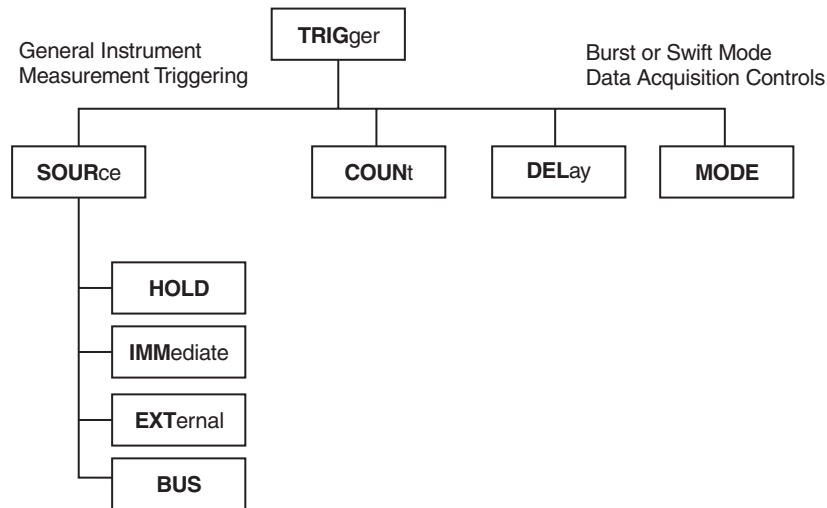 TRIGger
General Instrument
Measurement Triggering
Burst or Swift Mode
Data Acquisition Controls
SOURce
COUNt
DELay
MODE
HOLD
IMMediate
EXTernal
BUS